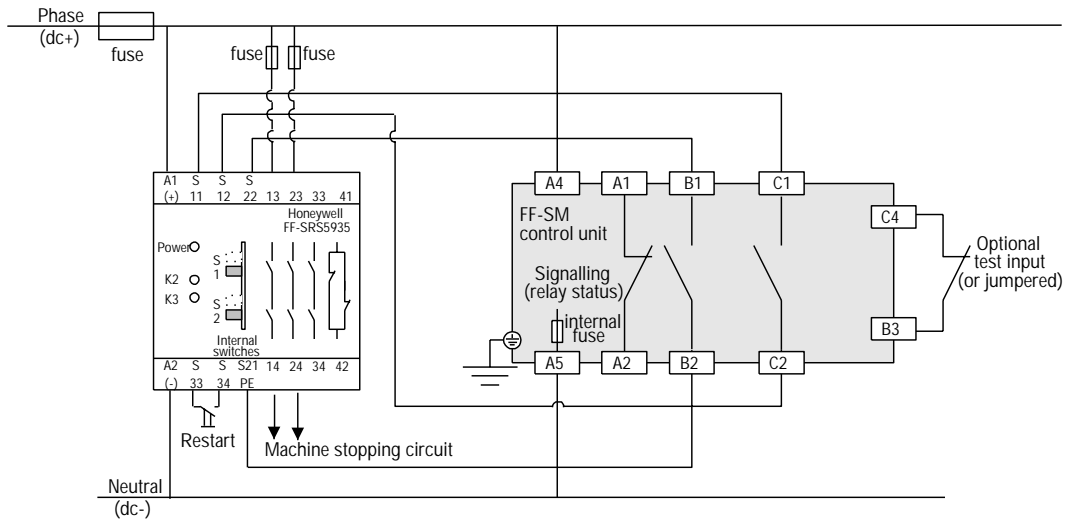 Phase
(dc+)
fuse
fuse
fuse
A1 S S S
(+) 11 12 22 13 23 33 41
Honeywell
FF-SRS5935
Power
S
1
K2
K3
S
2
Internal
switches
A2 S S S21 14 24 34 42
(-) 33 34 PE
Restart
Machine stopping circuit
Neutral
(dc-)
A4 A1 B1 C1
FF-SM
control unit
C4
Signalling
(relay status)
internal
fuse
Optional
test input
(or jumpered)
B3
A5 A2 B2 C2